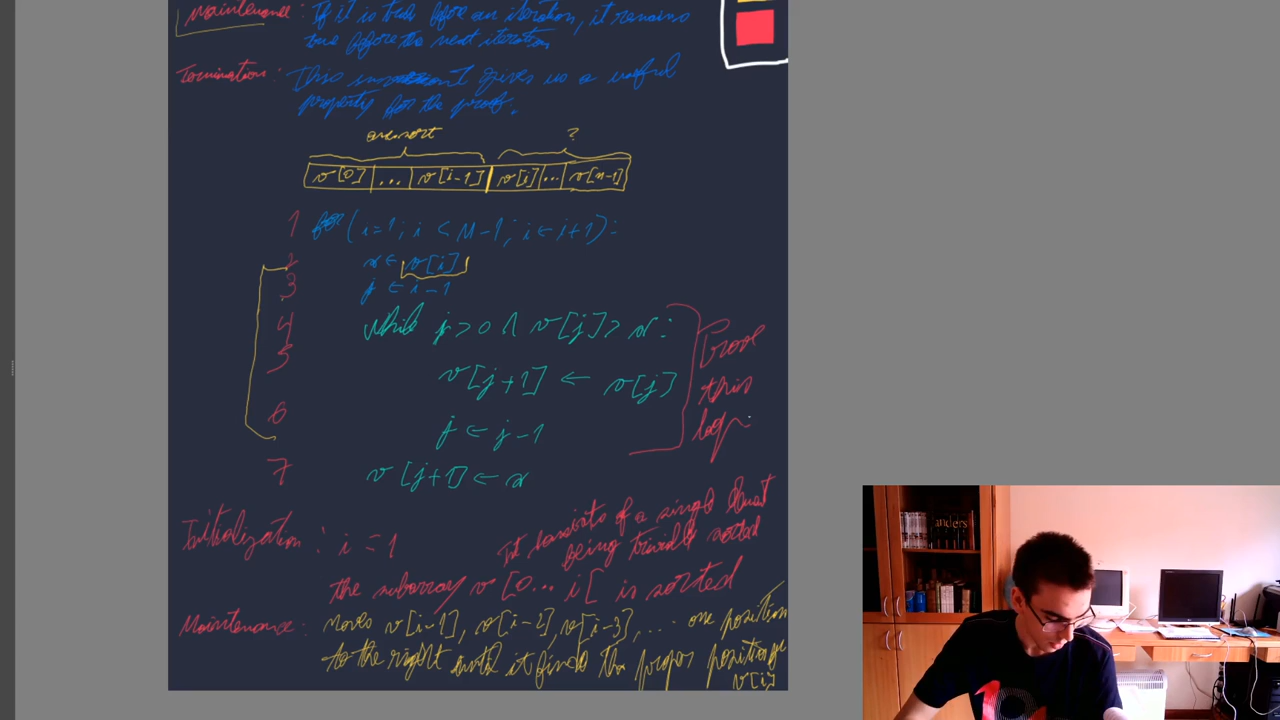 Maintenance: If it is true before an iteration, it remains
true before the next iteration
Termination: This gives us a useful
property for the proof.
?
v[0] ... v[i-1] v[i] ... v[n-1]
1 for (i=1; i < n-1; i ← i+1):
2 x ← v[i]
3 j ← i-1
4 while j > 0 ∧ v[j] > x:
5 v[j+1] ← v[j]
6 j ← j-1
7 v[j+1] ← x
Proof
this
loop
Initialization: i = 1
it consists of a single
being trivially sorted
the subarray v[0... i[ is sorted
Maintenance: moves v[i-1], v[i-2], v[i-3], ... one position
to the right until it finds the proper position
v[i]
anders